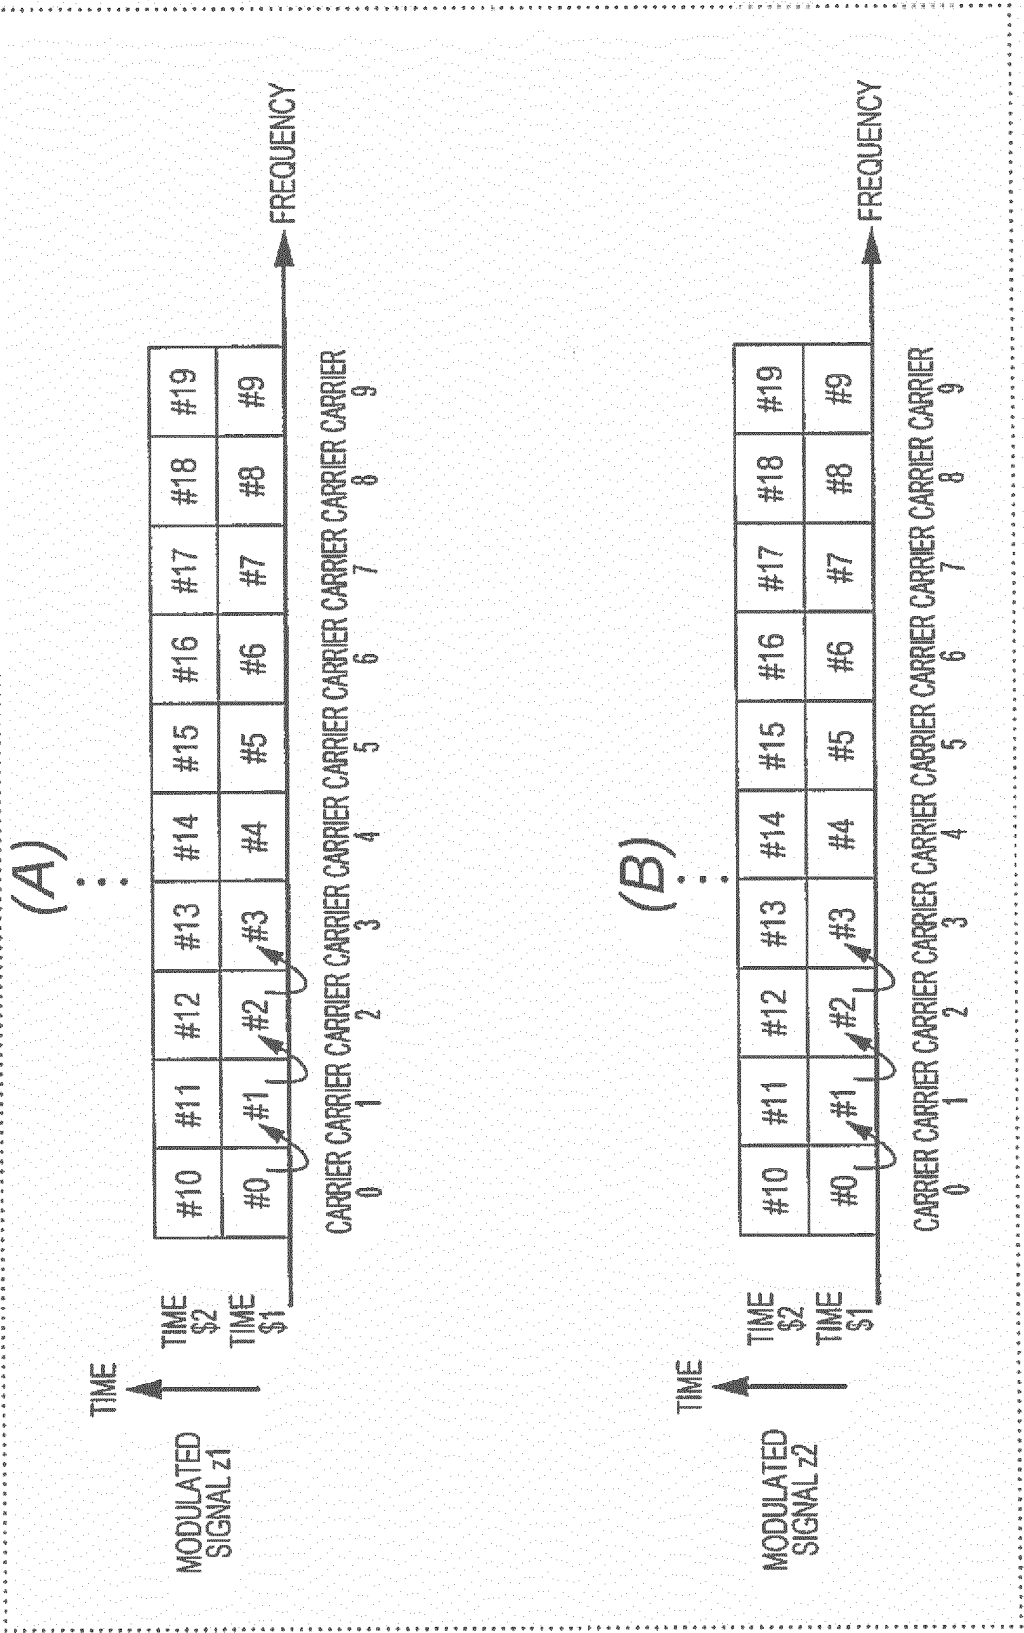 (A)
TIME
MODULATED
SIGNAL z1
TIME
$2
#10 #11 #12 #13 #14 #15 #16 #17 #18 #19
TIME
$1
#0 #1 #2 #3 #4 #5 #6 #7 #8 #9
FREQUENCY
CARRIER CARRIER CARRIER CARRIER CARRIER CARRIER CARRIER CARRIER CARRIER CARRIER
0 1 2 3 4 5 6 7 8 9
(B)
TIME
MODULATED
SIGNAL z2
TIME
$2
#10 #11 #12 #13 #14 #15 #16 #17 #18 #19
TIME
$1
#0 #1 #2 #3 #4 #5 #6 #7 #8 #9
FREQUENCY
CARRIER CARRIER CARRIER CARRIER CARRIER CARRIER CARRIER CARRIER CARRIER CARRIER
0 1 2 3 4 5 6 7 8 9